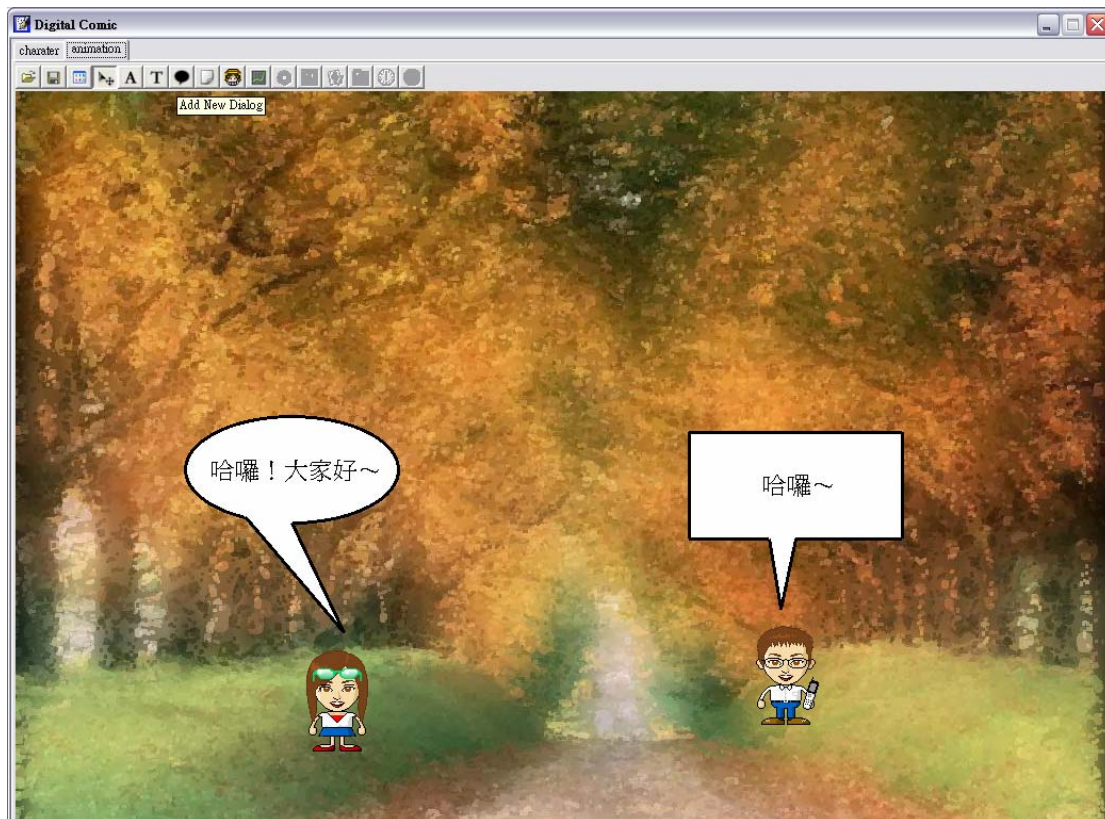 Digital Comic
charater animation
A T
Add New Dialog
哈囉！大家好～
哈囉～